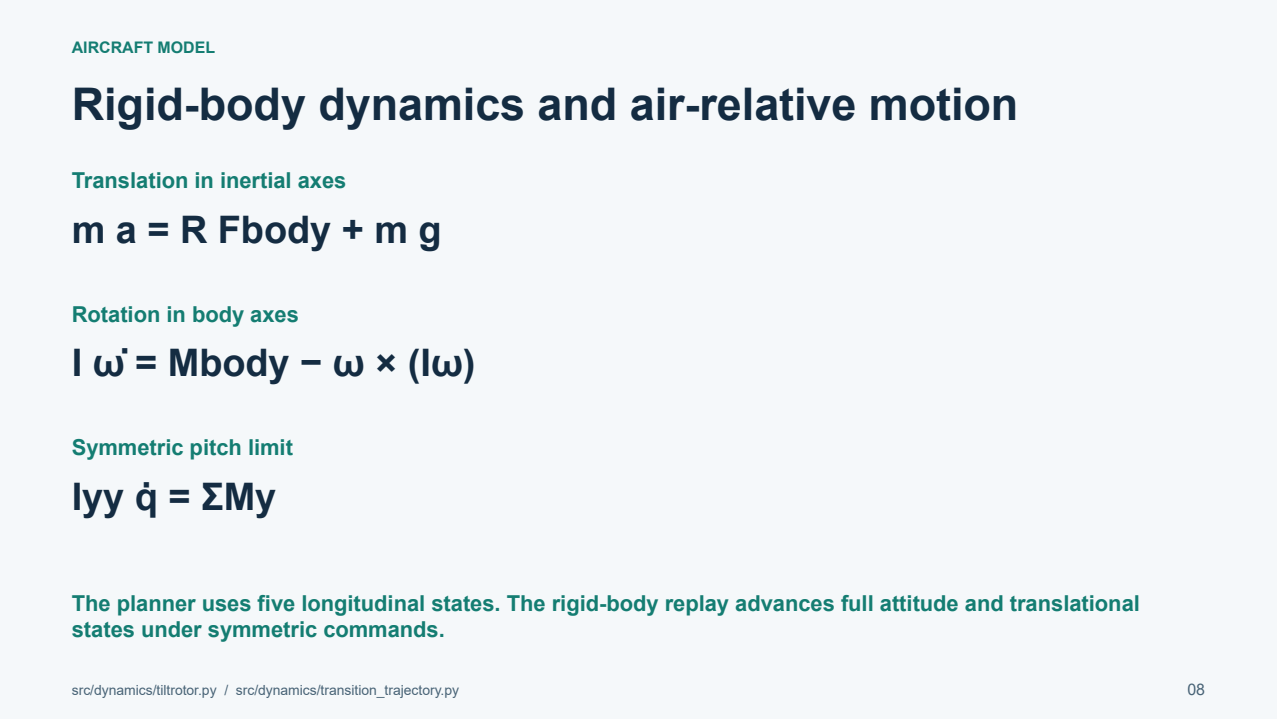 AIRCRAFT MODEL
Rigid-body dynamics and air-relative motion
Translation in inertial axes
m a = R Fbody + m g
Rotation in body axes
I ω̇ = Mbody − ω × (Iω)
Symmetric pitch limit
Iyy q̇ = ΣMy
The planner uses five longitudinal states. The rigid-body replay advances full attitude and translational
states under symmetric commands.
src/dynamics/tiltrotor.py / src/dynamics/transition_trajectory.py
08